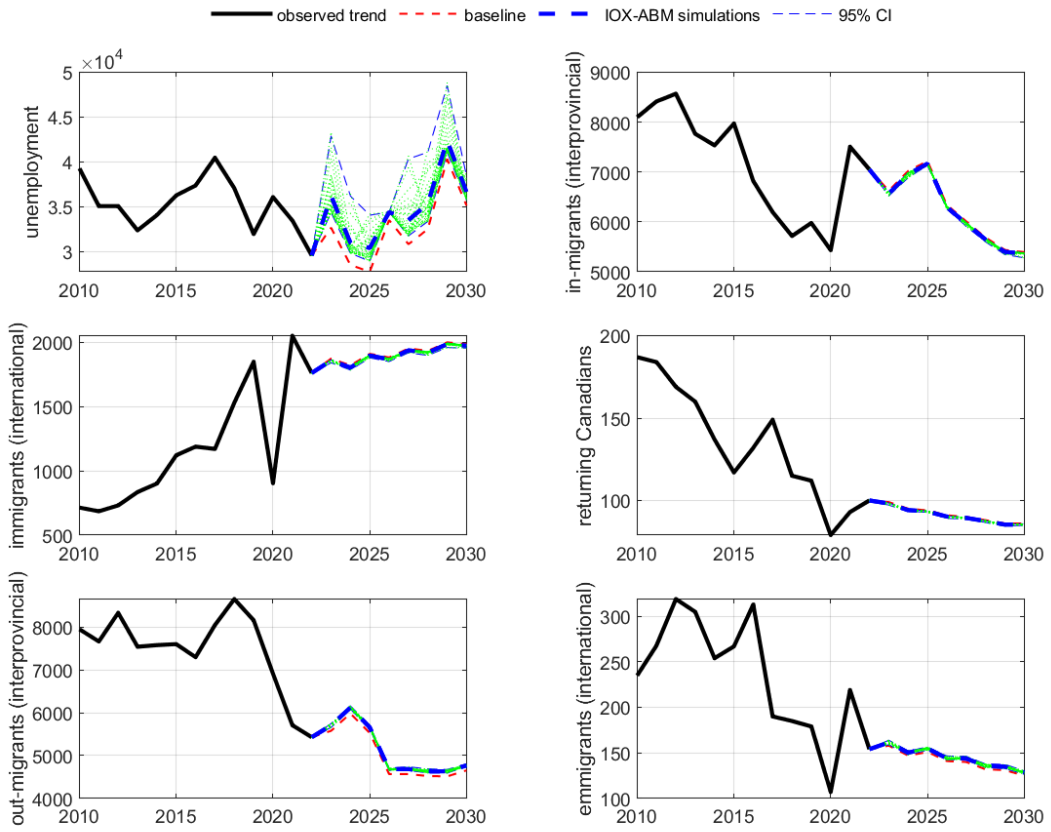 observed trend baseline IOX-ABM simulations 95% CI
×10⁴
unemployment
5
4.5
4
3.5
3
2010 2015 2020 2025 2030
in-migrants (interprovincial)
9000
8000
7000
6000
5000
2010 2015 2020 2025 2030
immigrants (international)
2000
1500
1000
500
2010 2015 2020 2025 2030
returning Canadians
200
150
100
2010 2015 2020 2025 2030
out-migrants (interprovincial)
8000
7000
6000
5000
4000
2010 2015 2020 2025 2030
emmigrants (international)
300
250
200
150
100
2010 2015 2020 2025 2030